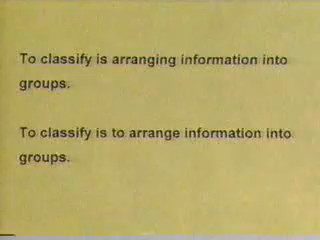 To classify is arranging information into
groups.
To classify is to arrange information into
groups.